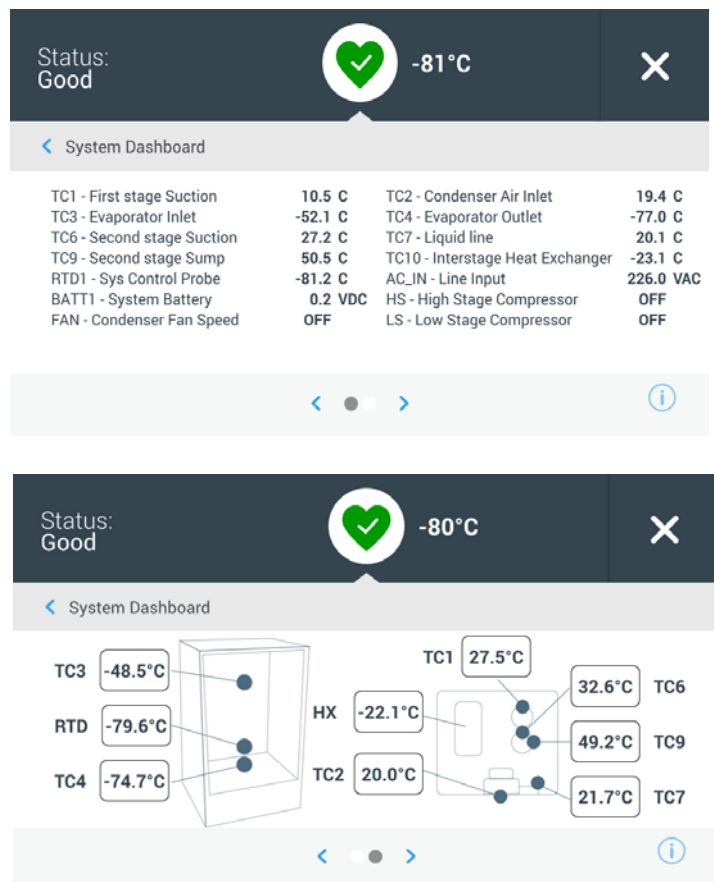 Status:
Good
-81°C
System Dashboard
TC1 - First stage Suction 10.5 C TC2 - Condenser Air Inlet 19.4 C
TC3 - Evaporator Inlet -52.1 C TC4 - Evaporator Outlet -77.0 C
TC6 - Second stage Suction 27.2 C TC7 - Liquid line 20.1 C
TC9 - Second stage Sump 50.5 C TC10 - Interstage Heat Exchanger -23.1 C
RTD1 - Sys Control Probe -81.2 C AC_IN - Line Input 226.0 VAC
BATT1 - System Battery 0.2 VDC HS - High Stage Compressor OFF
FAN - Condenser Fan Speed OFF LS - Low Stage Compressor OFF
i
Status:
Good
-80°C
System Dashboard
TC3 -48.5°C
RTD -79.6°C
TC4 -74.7°C
TC1 27.5°C
HX -22.1°C
TC2 20.0°C
32.6°C TC6
49.2°C TC9
21.7°C TC7
i